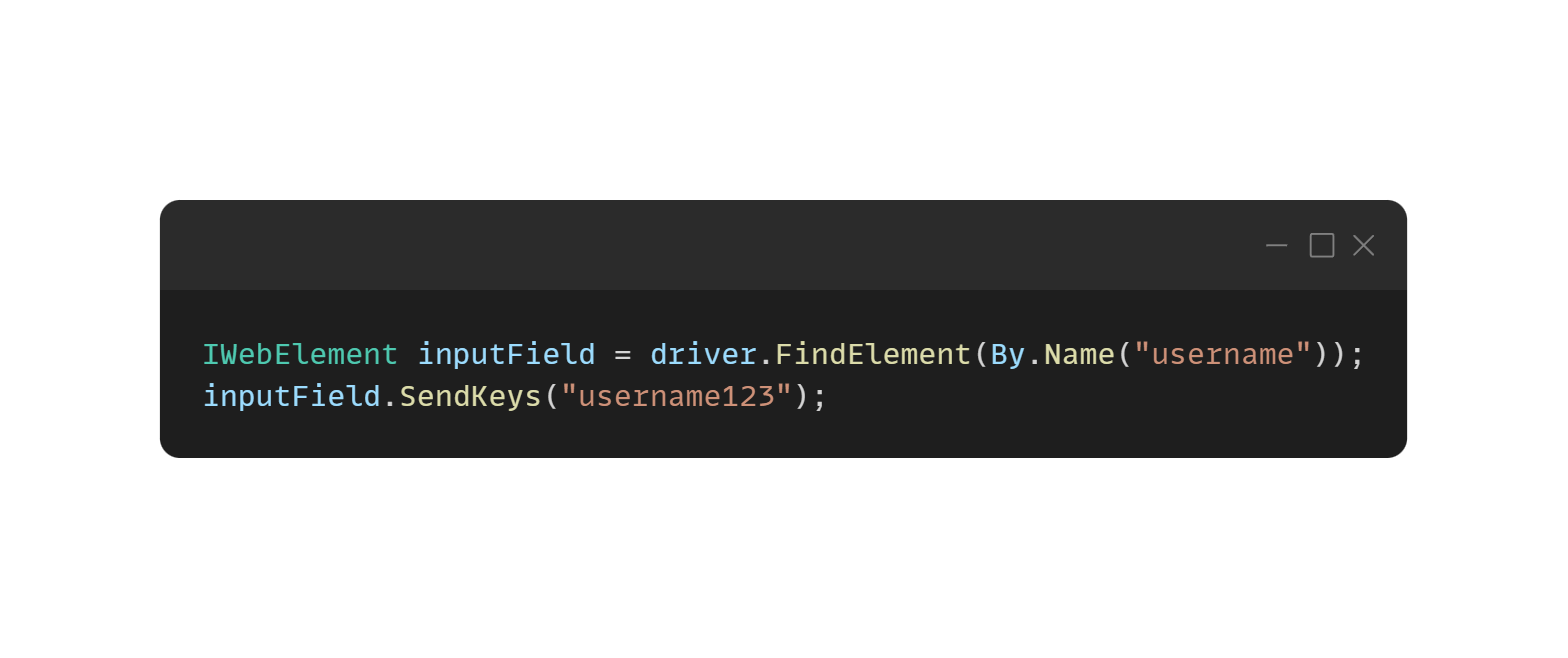 IWebElement inputField = driver.FindElement(By.Name("username"));
inputField.SendKeys("username123");